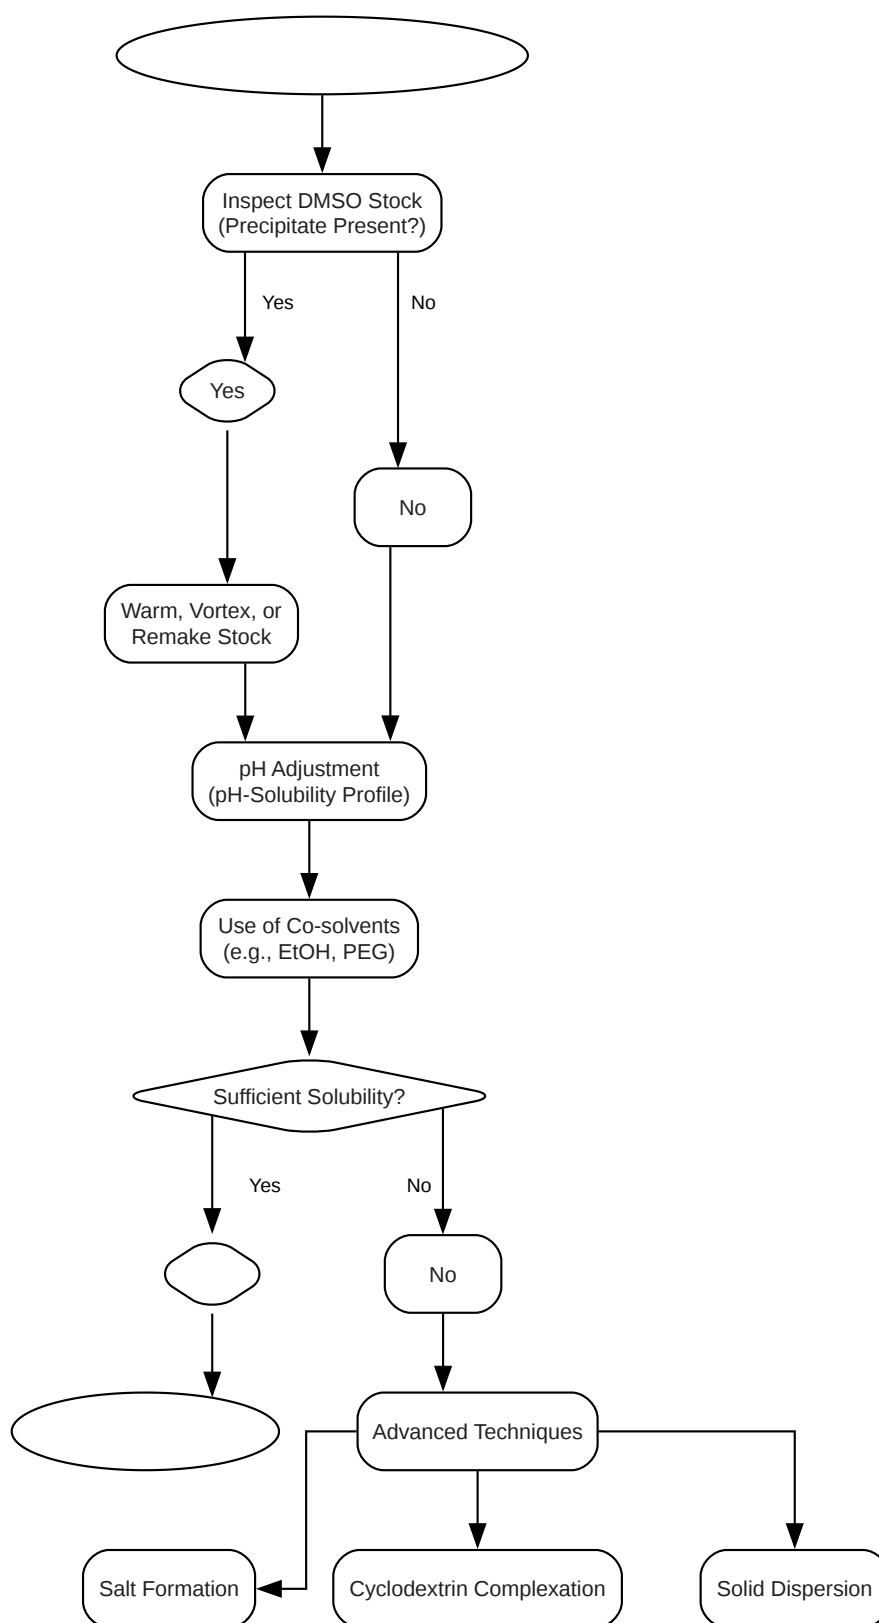 Inspect DMSO Stock
(Precipitate Present?)
Yes
No
Yes
No
Warm, Vortex, or
Remake Stock
pH Adjustment
(pH-Solubility Profile)
Use of Co-solvents
(e.g., EtOH, PEG)
Sufficient Solubility?
Yes
No
No
Advanced Techniques
Salt Formation
Cyclodextrin Complexation
Solid Dispersion